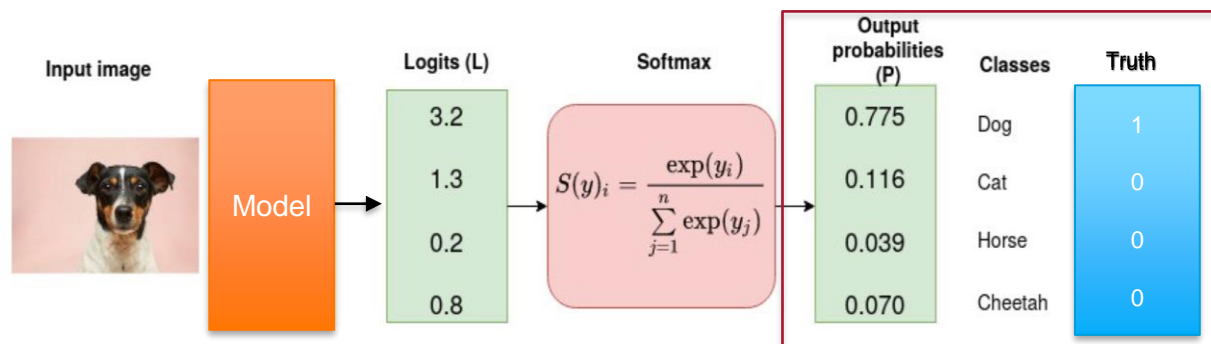 Input image
Model
Logits (L)
3.2
1.3
0.2
0.8
Softmax
S(y)_i = exp(y_i) / \sum_{j=1}^{n} exp(y_j)
Output
probabilities
(P)
0.775
0.116
0.039
0.070
Classes
Dog
Cat
Horse
Cheetah
Truth
1
0
0
0